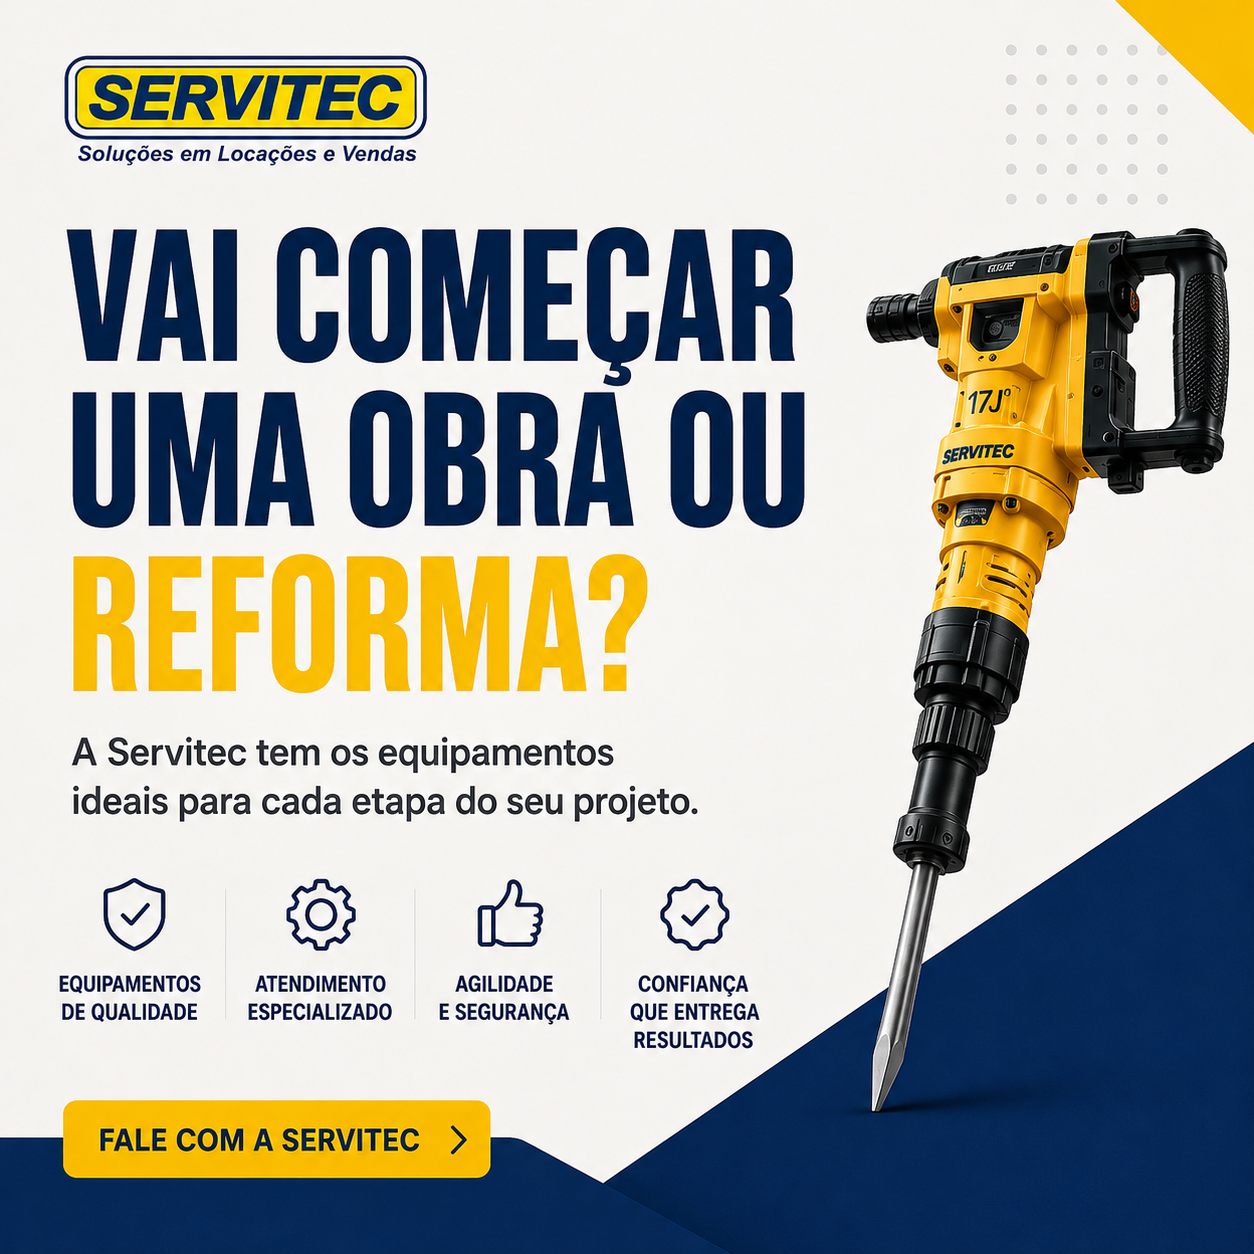 SERVITEC
Soluções em Locações e Vendas
VAI COMEÇAR
UMA OBRA OU
REFORMA?
A Servitec tem os equipamentos
ideais para cada etapa do seu projeto.
17J
SERVITEC
EQUIPAMENTOS
DE QUALIDADE
ATENDIMENTO
ESPECIALIZADO
AGILIDADE
E SEGURANÇA
CONFIANÇA
QUE ENTREGA
RESULTADOS
FALE COM A SERVITEC